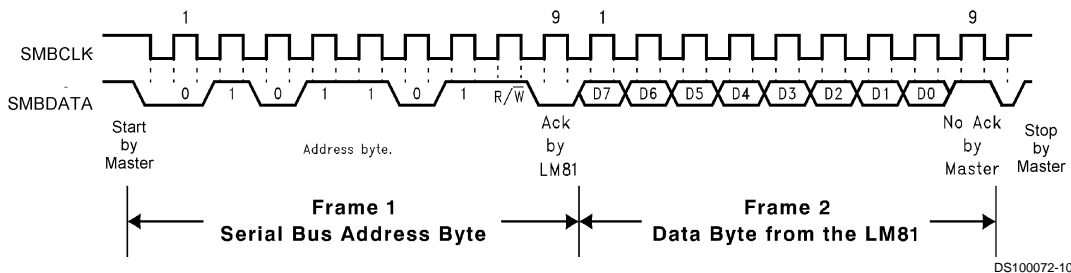 1 9 1 9
SMBCLK
SMBDATA 0 1 0 1 1 0 1 R/W̅ D7 D6 D5 D4 D3 D2 D1 D0
Start
by
Master
Address byte.
Ack
by
LM81
No Ack
by
Master
Stop
by
Master
Frame 1
Serial Bus Address Byte
Frame 2
Data Byte from the LM81
DS100072-10